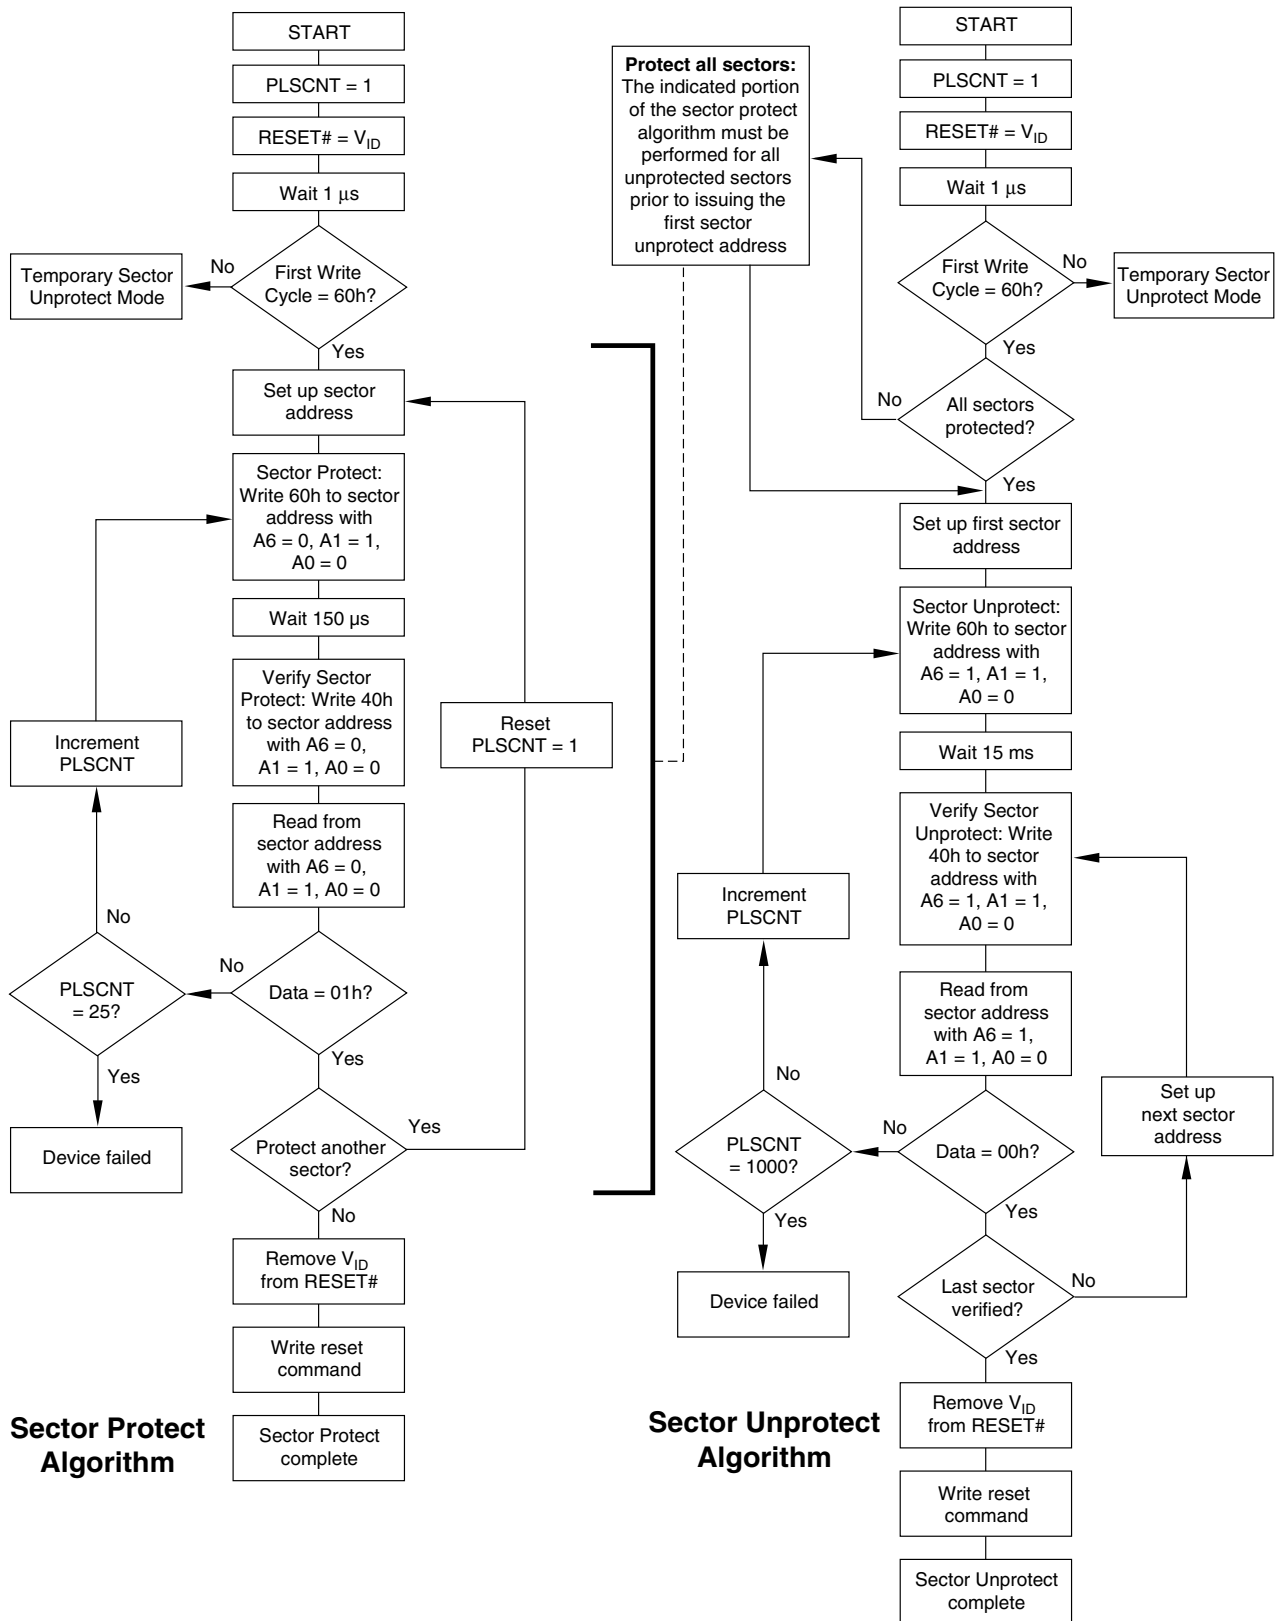 START
PLSCNT = 1
RESET# = VID
Wait 1 μs
First Write
Cycle = 60h?
No
Temporary Sector
Unprotect Mode
Yes
Set up sector
address
Sector Protect:
Write 60h to sector
address with
A6 = 0, A1 = 1,
A0 = 0
Wait 150 µs
Verify Sector
Protect: Write 40h
to sector address
with A6 = 0,
A1 = 1, A0 = 0
Reset
PLSCNT = 1
Increment
PLSCNT
Read from
sector address
with A6 = 0,
A1 = 1, A0 = 0
No
PLSCNT
= 25?
No
Data = 01h?
Yes
Yes
Device failed
Protect another
sector?
Yes
No
Remove VID
from RESET#
Write reset
command
Sector Protect
complete
Sector Protect
Algorithm
Protect all sectors:
The indicated portion
of the sector protect
algorithm must be
performed for all
unprotected sectors
prior to issuing the
first sector
unprotect address
START
PLSCNT = 1
RESET# = VID
Wait 1 μs
First Write
Cycle = 60h?
No
Temporary Sector
Unprotect Mode
Yes
No
All sectors
protected?
Yes
Set up first sector
address
Sector Unprotect:
Write 60h to sector
address with
A6 = 1, A1 = 1,
A0 = 0
Wait 15 ms
Verify Sector
Unprotect: Write
40h to sector
address with
A6 = 1, A1 = 1,
A0 = 0
Increment
PLSCNT
Read from
sector address
with A6 = 1,
A1 = 1, A0 = 0
No
Set up
next sector
address
PLSCNT
= 1000?
No
Data = 00h?
Yes
Yes
Device failed
Last sector
verified?
No
Yes
Remove VID
from RESET#
Write reset
command
Sector Unprotect
complete
Sector Unprotect
Algorithm